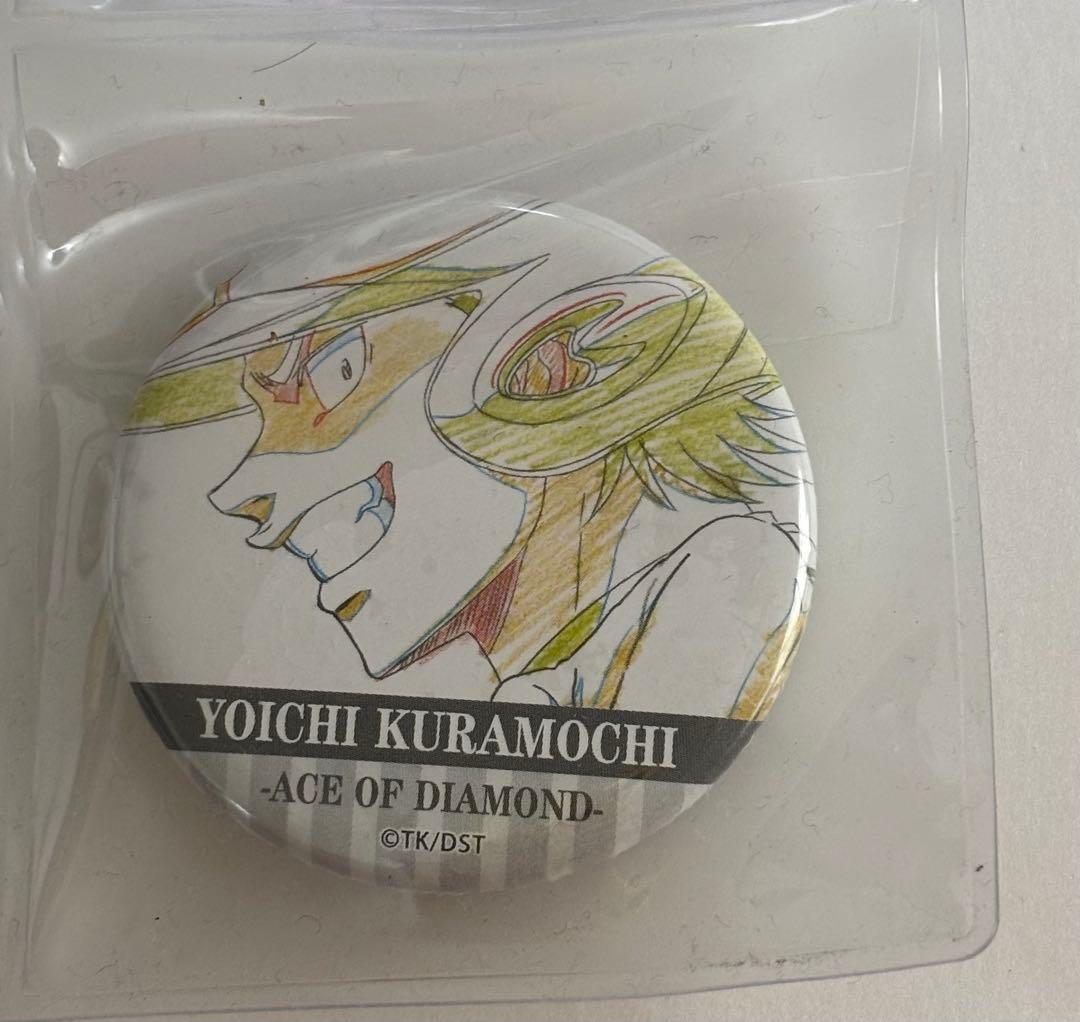 YOICHI KURAMOCHI
-ACE OF DIAMOND-
©TK/DST